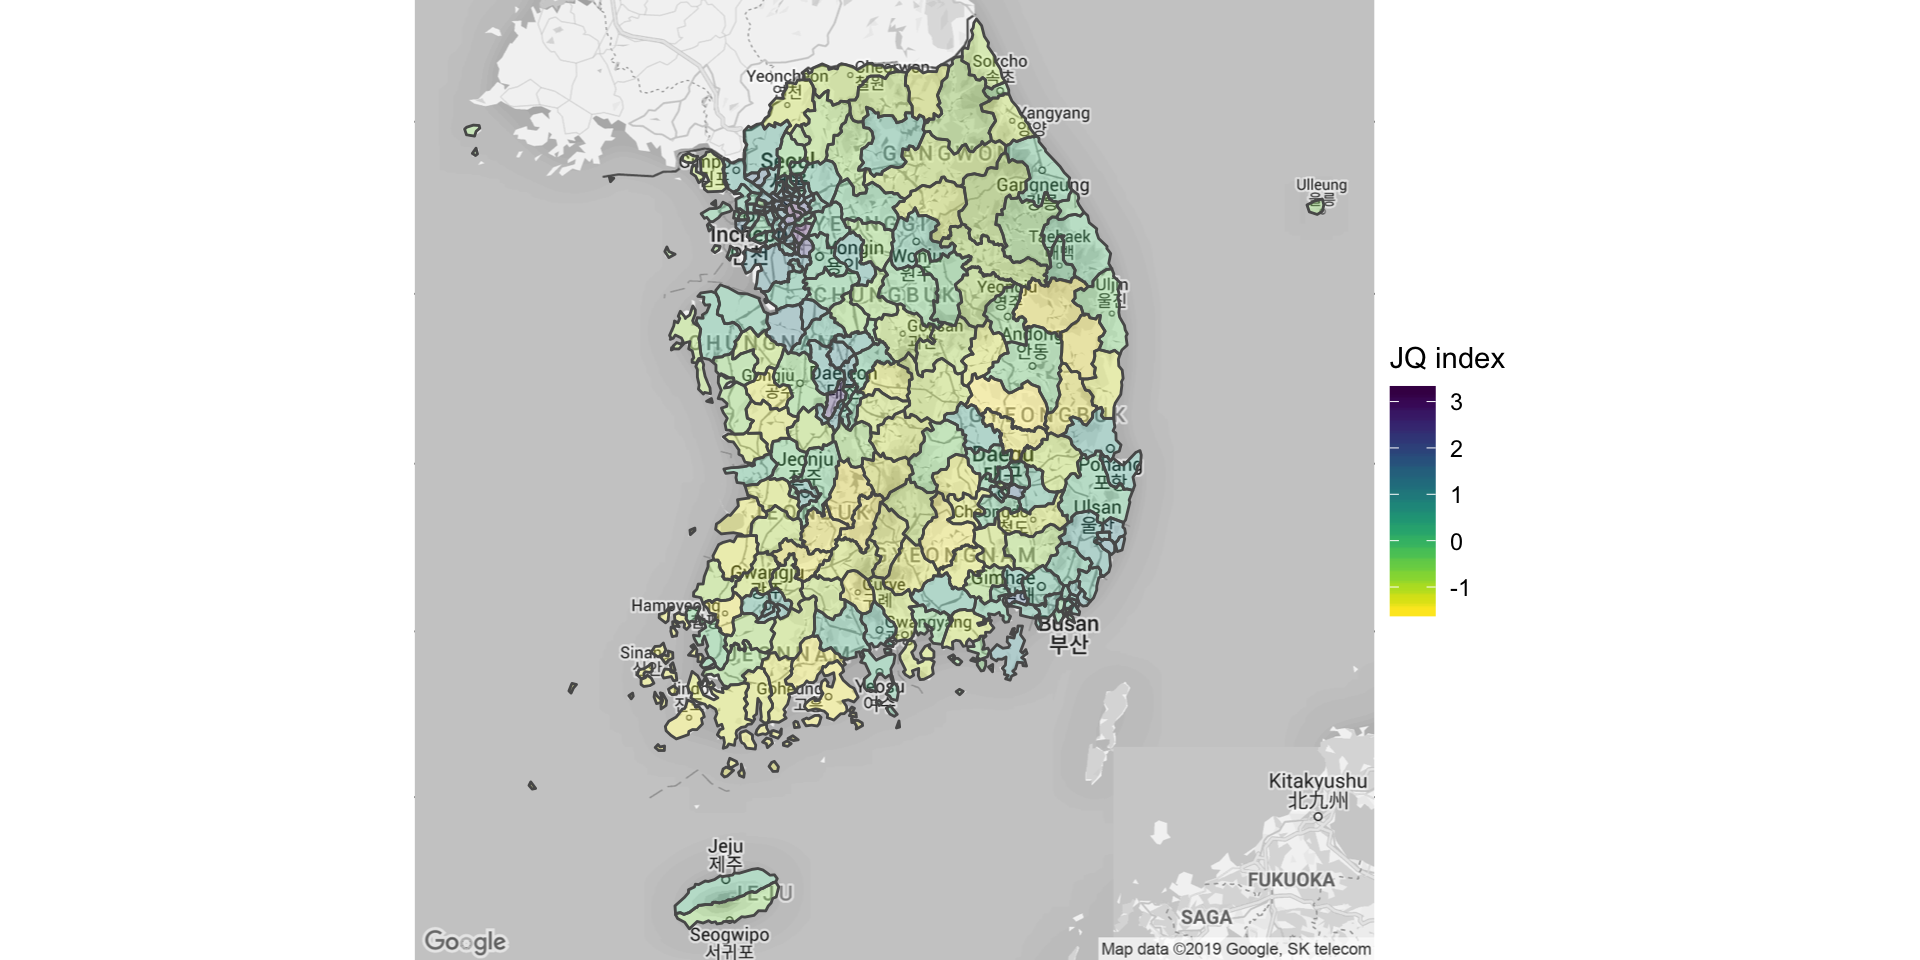 Sokcho
속초
Cheorwon
철원
Yeoncheon
연천
Yangyang
양양
GANGWON
Seoul
Gimpo
김포
Ulleung
울릉
Gangneung
강릉
YEONGGI
Incheon
인천
Taebaek
태백
Yongin
용인
Wonju
원주
CHUNGBUK
Yeongju
영주
Uljin
울진
Goesan
괴산
Andong
안동
CHUNGNAM
Gongju
공주
Daejeon
GYEONGBUK
Jeonju
전주
Daegu
대구
Pohang
포항
JEONBUK
Cheongdo
청도
Ulsan
울산
GYEONGNAM
Gwangju
광주
Gimhae
김해
Gurye
구례
Hampyeong
함평
Gwangyang
광양
Busan
부산
Sinan
신안
JEONNAM
Jindo
진도
Goheung
고흥
Yeosu
여수
Jeju
제주
JEJU
Seogwipo
서귀포
Kitakyushu
北九州
FUKUOKA
SAGA
Google
Map data ©2019 Google, SK telecom
JQ index
3
2
1
0
-1